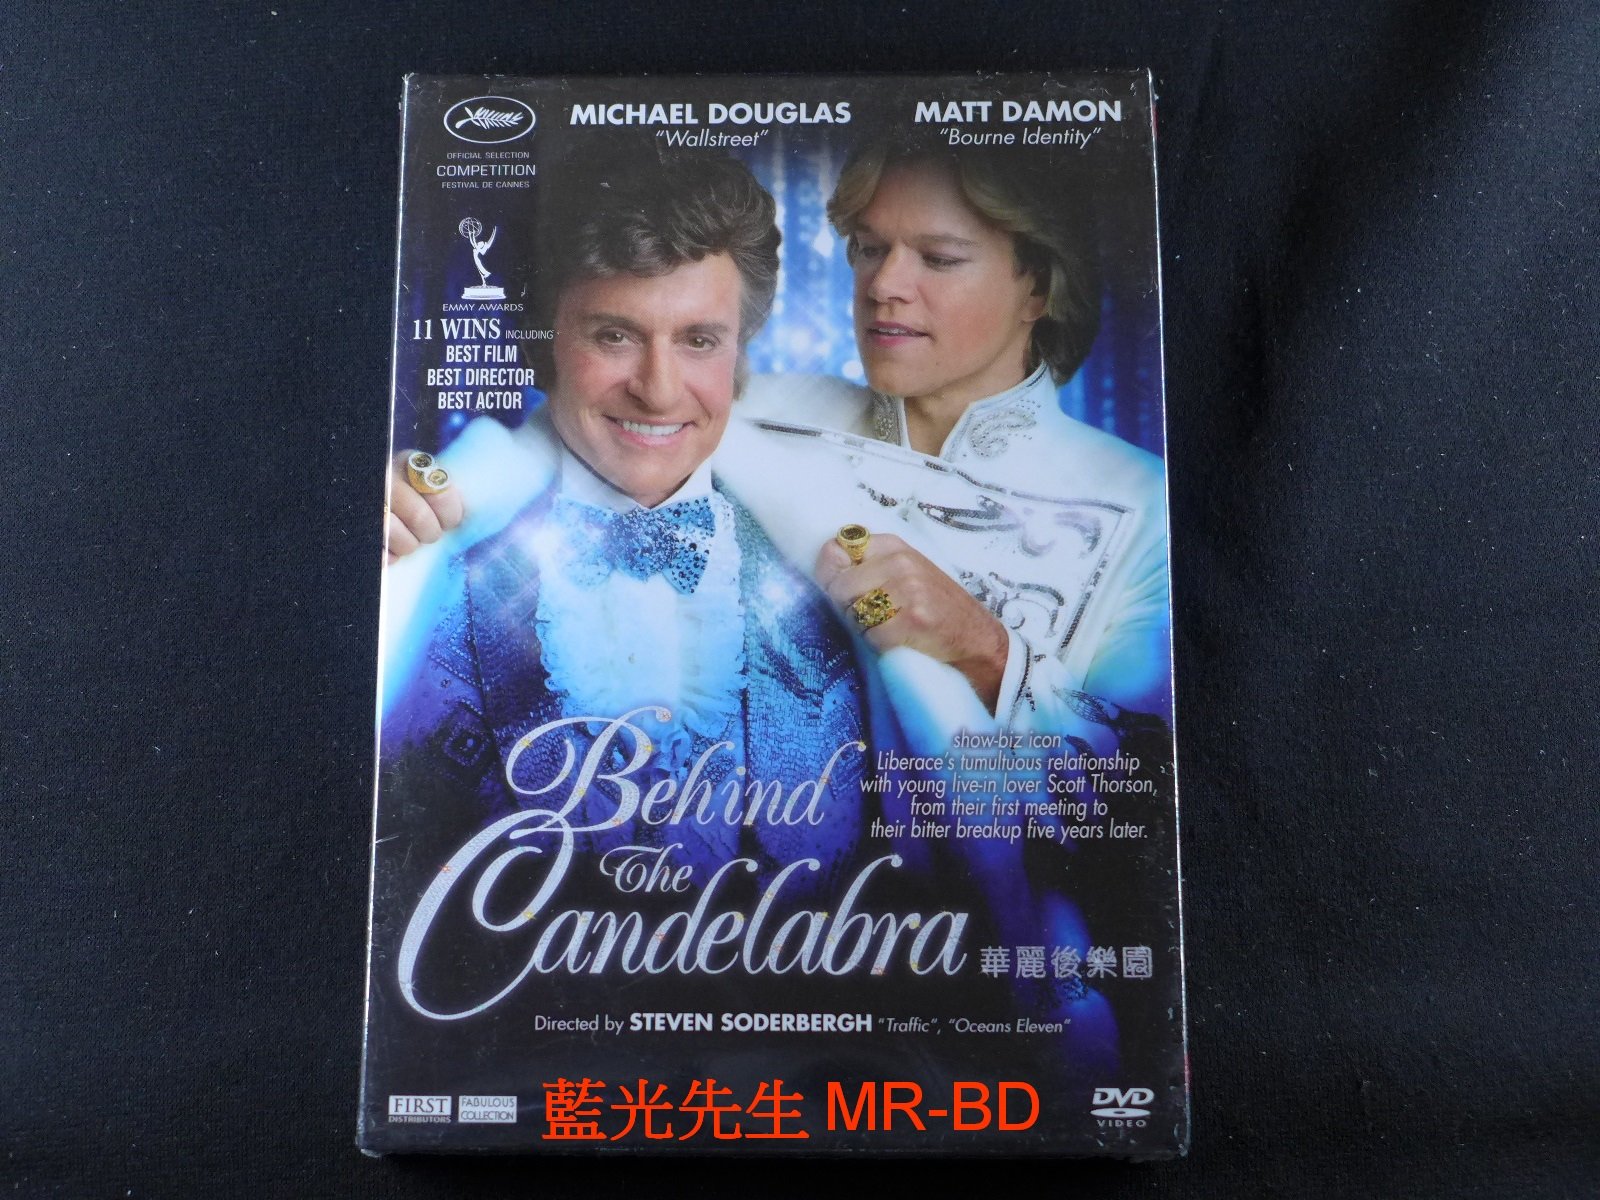 MICHAEL DOUGLAS
"Wallstreet"
MATT DAMON
"Bourne Identity"
OFFICIAL SELECTION
COMPETITION
FESTIVAL DE CANNES
EMMY AWARDS
11 WINS INCLUDING
BEST FILM
BEST DIRECTOR
BEST ACTOR
show-biz icon
Liberace's tumultuous relationship
with young live-in lover Scott Thorson,
from their first meeting to
their bitter breakup five years later.
Behind
The
Candelabra
華麗後樂園
Directed by STEVEN SODERBERGH "Traffic", "Oceans Eleven"
FIRST
DISTRIBUTORS
FABULOUS
COLLECTION
藍光先生 MR-BD
DVD
VIDEO